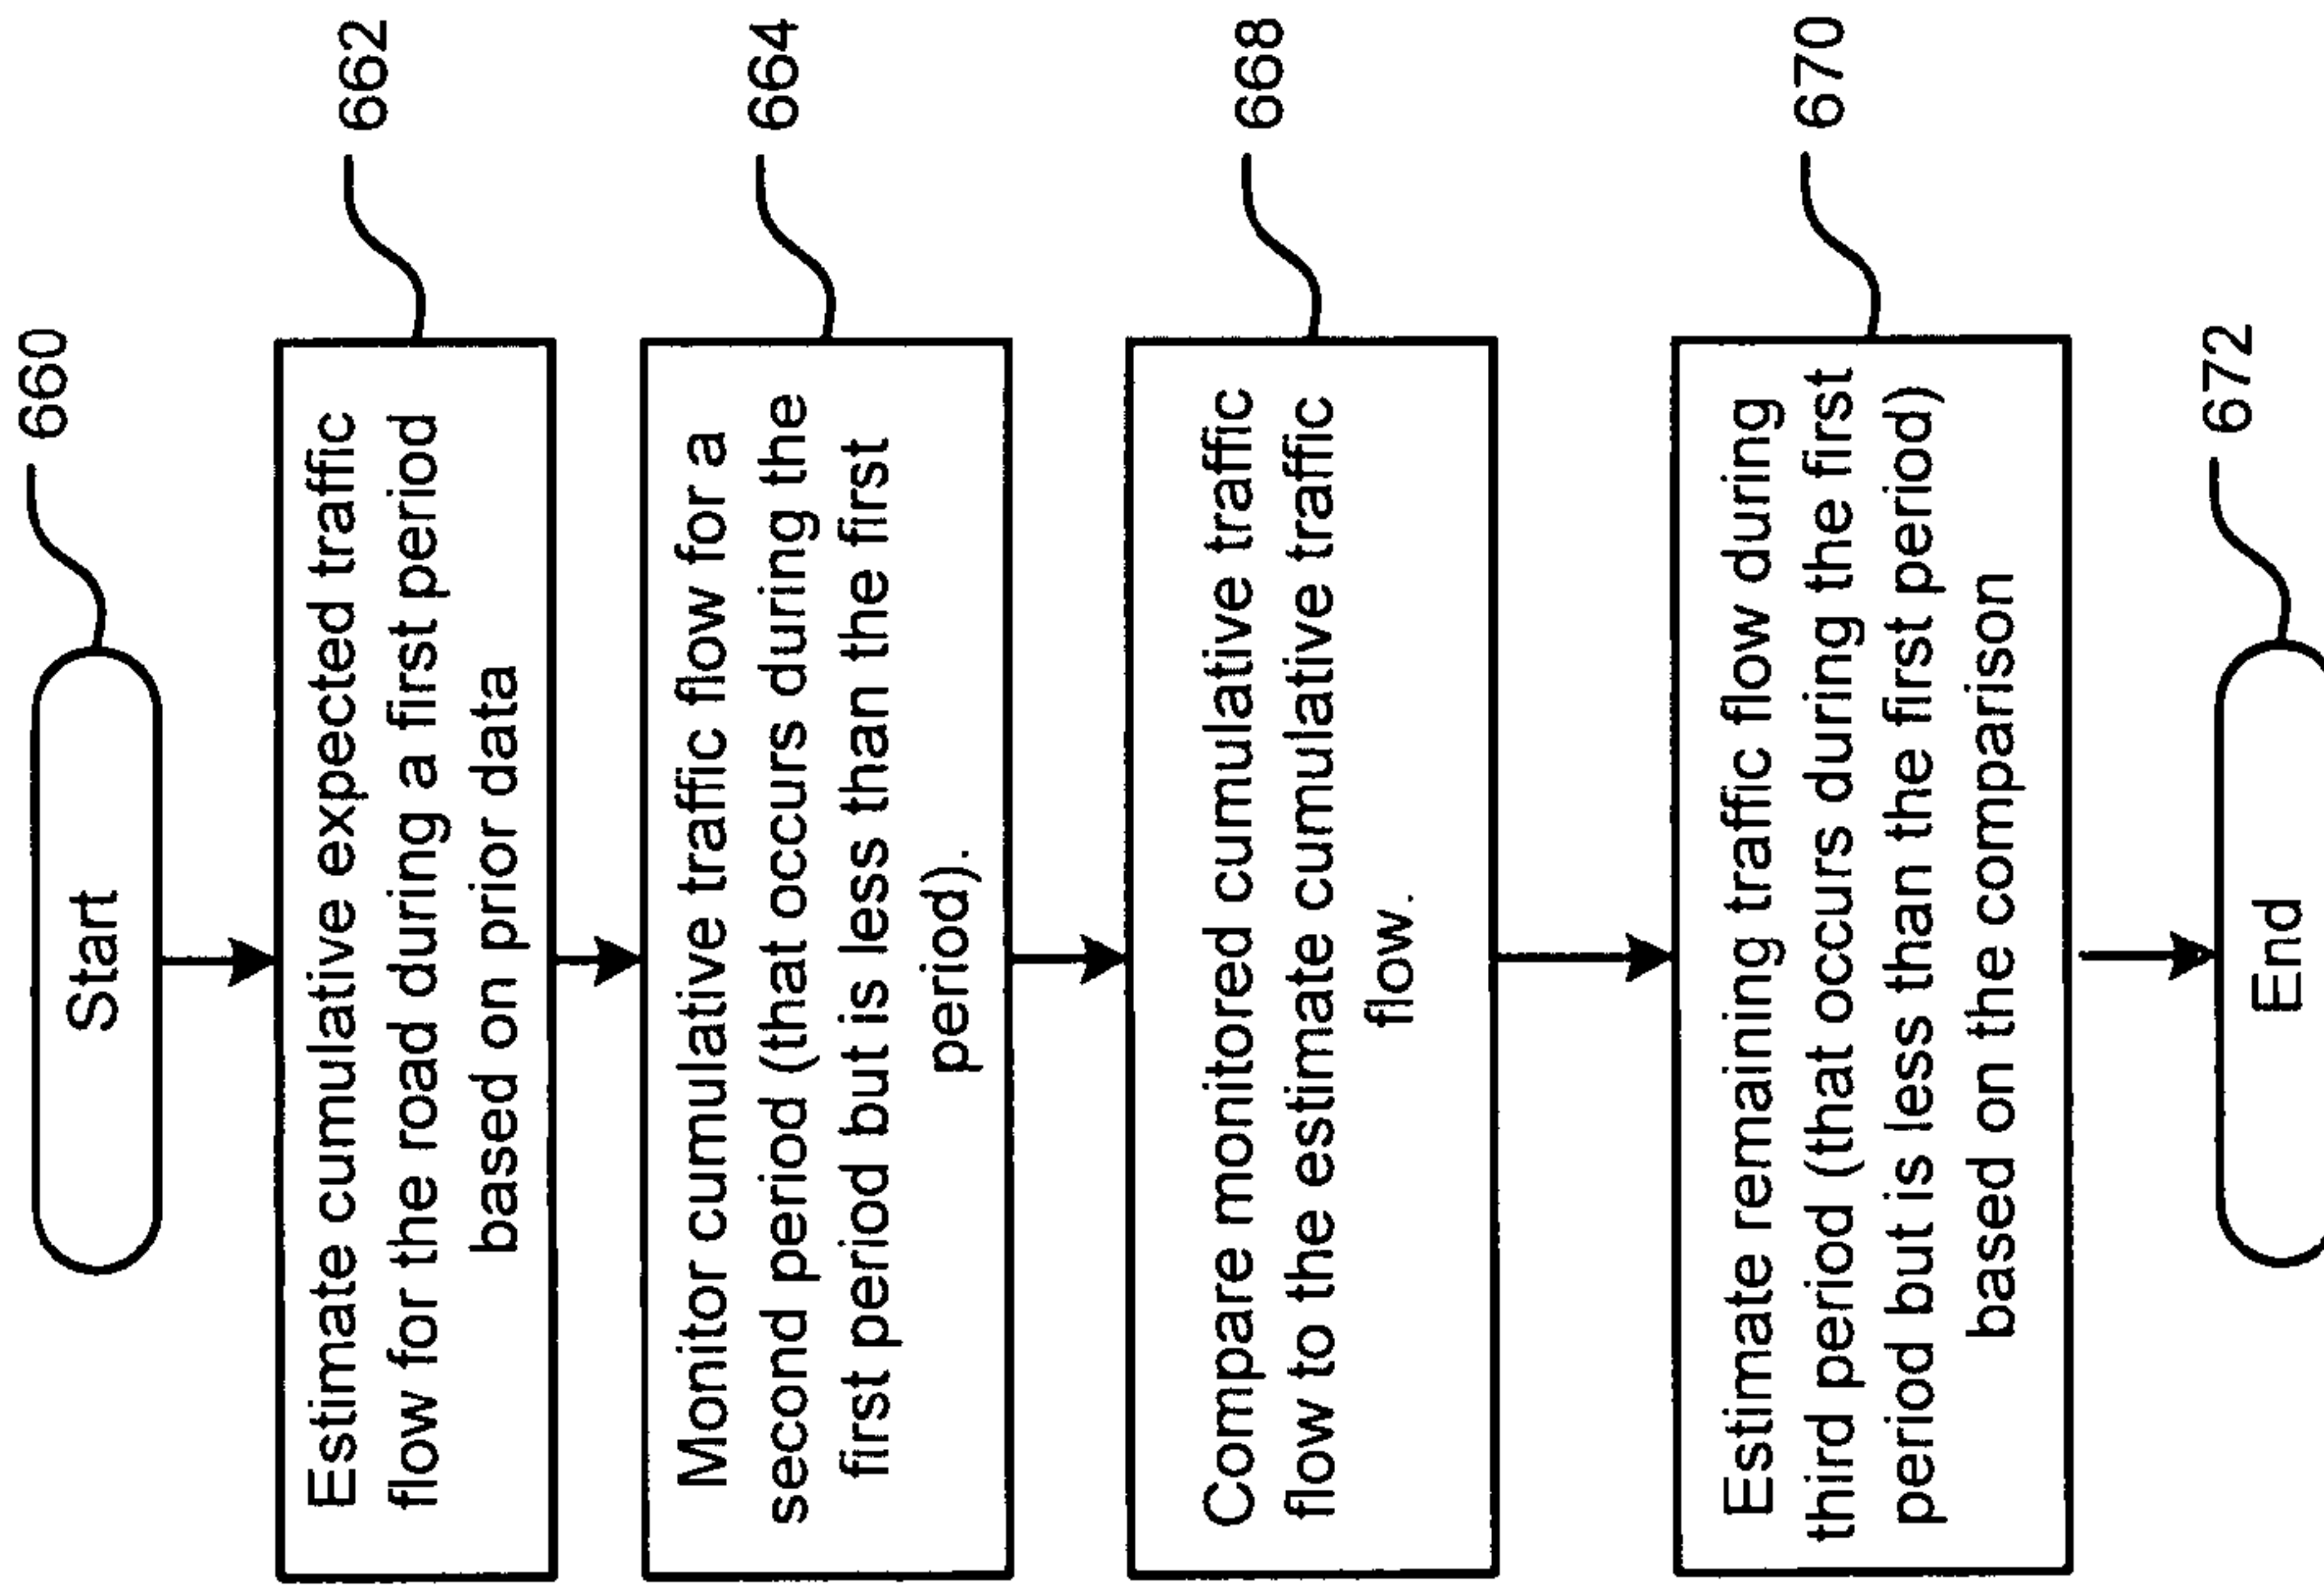 Start
660
Estimate cumulative expected traffic
flow for the road during a first period
based on prior data
662
Monitor cumulative traffic flow for a
second period (that occurs during the
first period but is less than the first
period).
664
Compare monitored cumulative traffic
flow to the estimate cumulative traffic
flow.
668
Estimate remaining traffic flow during
third period (that occurs during the first
period but is less than the first period)
based on the comparison
670
End
672